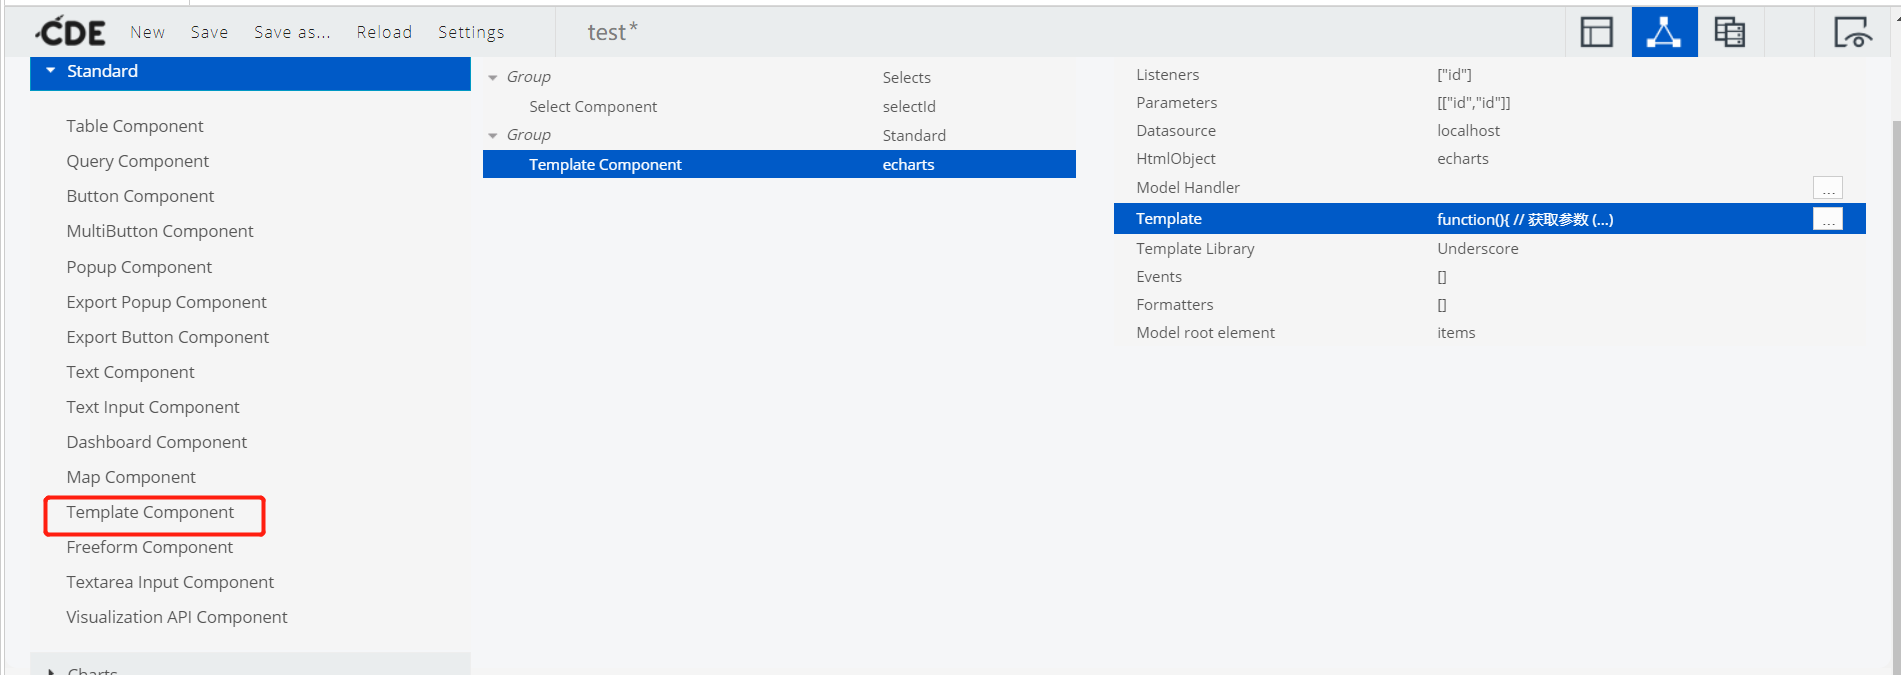 CDE New Save Save as... Reload Settings test*
Standard
Table Component
Query Component
Button Component
MultiButton Component
Popup Component
Export Popup Component
Export Button Component
Text Component
Text Input Component
Dashboard Component
Map Component
Template Component
Freeform Component
Textarea Input Component
Visualization API Component
Charts
Group Selects
Select Component selectId
Group Standard
Template Component echarts
Listeners ["id"]
Parameters [["id","id"]]
Datasource localhost
HtmlObject echarts
Model Handler ...
Template function(){ // 获取参数 (...) ...
Template Library Underscore
Events []
Formatters []
Model root element items